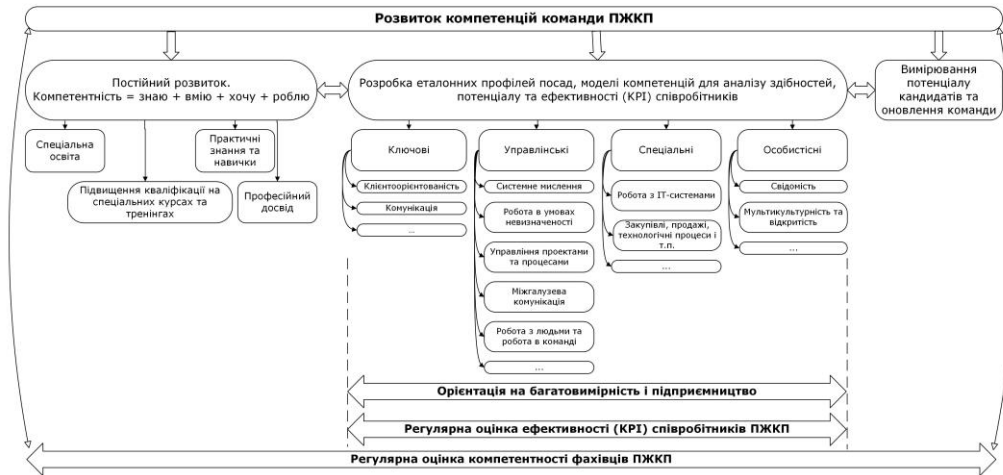 Розвиток компетенцій команди ПЖКП
Постійний розвиток.
Компетентність = знаю + вмію + хочу + роблю
Розробка еталонних профілей посад, моделі компетенцій для аналізу здібностей,
потенціалу та ефективності (KPI) співробітників
Вимірювання
потенціалу
кандидатів та
оновлення команди
Спеціальна
освіта
Практичні
знання та
навички
Підвищення кваліфікації на
спеціальних курсах та
тренінгах
Професійний
досвід
Ключові
Клієнтоорієнтованість
Комунікація
...
Управлінські
Системне мислення
Робота в умовах
невизначеності
Управління проектами
та процесами
Міжгалузева
комунікація
Робота з людьми та
робота в команді
...
Спеціальні
Робота з IT-системами
Закупівлі, продажі,
технологічні процеси і
т.п.
...
Особистісні
Свідомість
Мультикультурність та
відкритість
...
Орієнтація на багатовимірність і підприємництво
Регулярна оцінка ефективності (KPI) співробітників ПЖКП
Регулярна оцінка компетентності фахівців ПЖКП